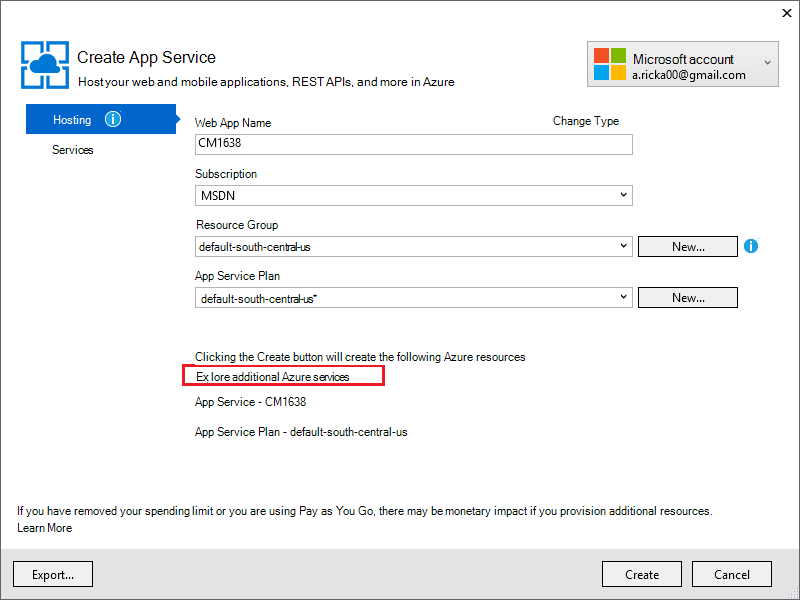 Create App Service
Host your web and mobile applications, REST APIs, and more in Azure
Microsoft account
a.ricka00@gmail.com
Hosting
Services
Web App Name
Change Type
CM1638
Subscription
MSDN
Resource Group
default-south-central-us
New...
App Service Plan
default-south-central-us*
New...
Clicking the Create button will create the following Azure resources
Ex lore additional Azure services
App Service - CM1638
App Service Plan - default-south-central-us
If you have removed your spending limit or you are using Pay as You Go, there may be monetary impact if you provision additional resources.
Learn More
Export...
Create
Cancel